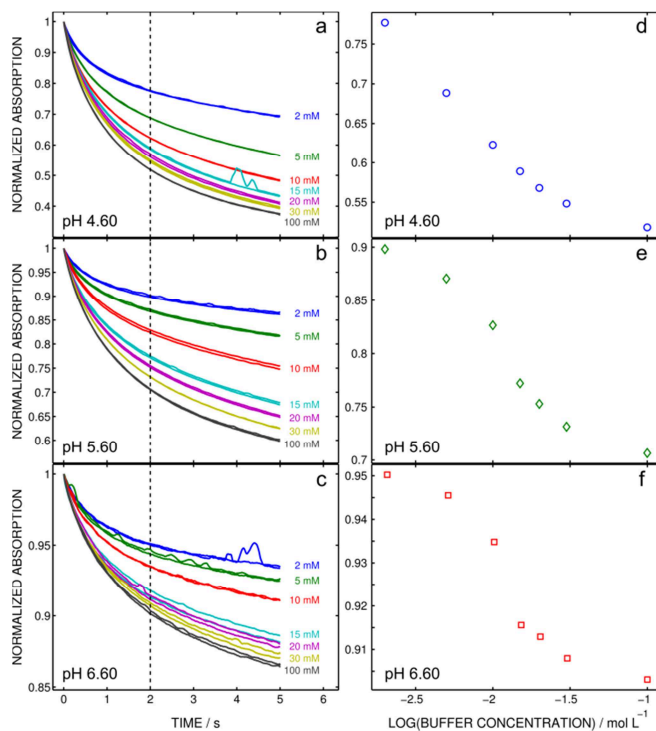 a
NORMALIZED ABSORPTION
1
0.9
0.8
0.7
0.6
0.5
0.4
2 mM
5 mM
10 mM
15 mM
20 mM
30 mM
100 mM
pH 4.60
d
0.75
0.7
0.65
0.6
0.55
pH 4.60
b
NORMALIZED ABSORPTION
1
0.95
0.9
0.85
0.8
0.75
0.7
0.65
0.6
2 mM
5 mM
10 mM
15 mM
20 mM
30 mM
100 mM
pH 5.60
e
0.9
0.85
0.8
0.75
0.7
pH 5.60
c
NORMALIZED ABSORPTION
1
0.95
0.9
0.85
2 mM
5 mM
10 mM
15 mM
20 mM
30 mM
100 mM
pH 6.60
0 1 2 3 4 5 6
TIME / s
f
0.95
0.94
0.93
0.92
0.91
pH 6.60
-2.5 -2 -1.5 -1
LOG(BUFFER CONCENTRATION) / mol L⁻¹